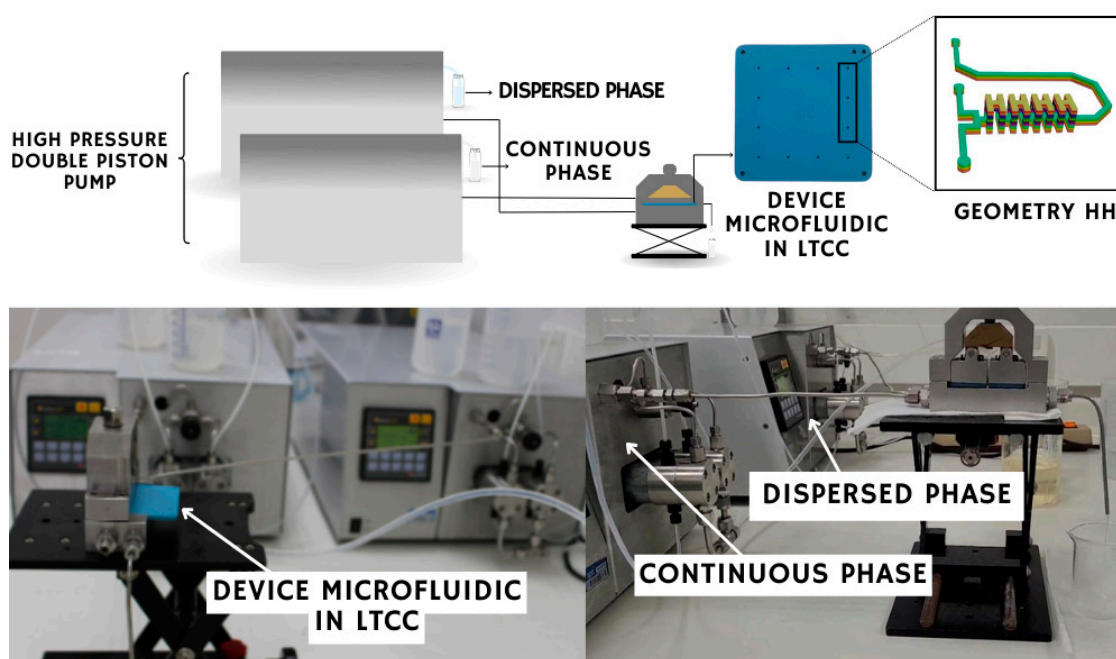 HIGH PRESSURE
DOUBLE PISTON
PUMP
DISPERSED PHASE
CONTINUOUS
PHASE
DEVICE
MICROFLUIDIC
IN LTCC
GEOMETRY HH
DEVICE MICROFLUIDIC
IN LTCC
DISPERSED PHASE
CONTINUOUS PHASE